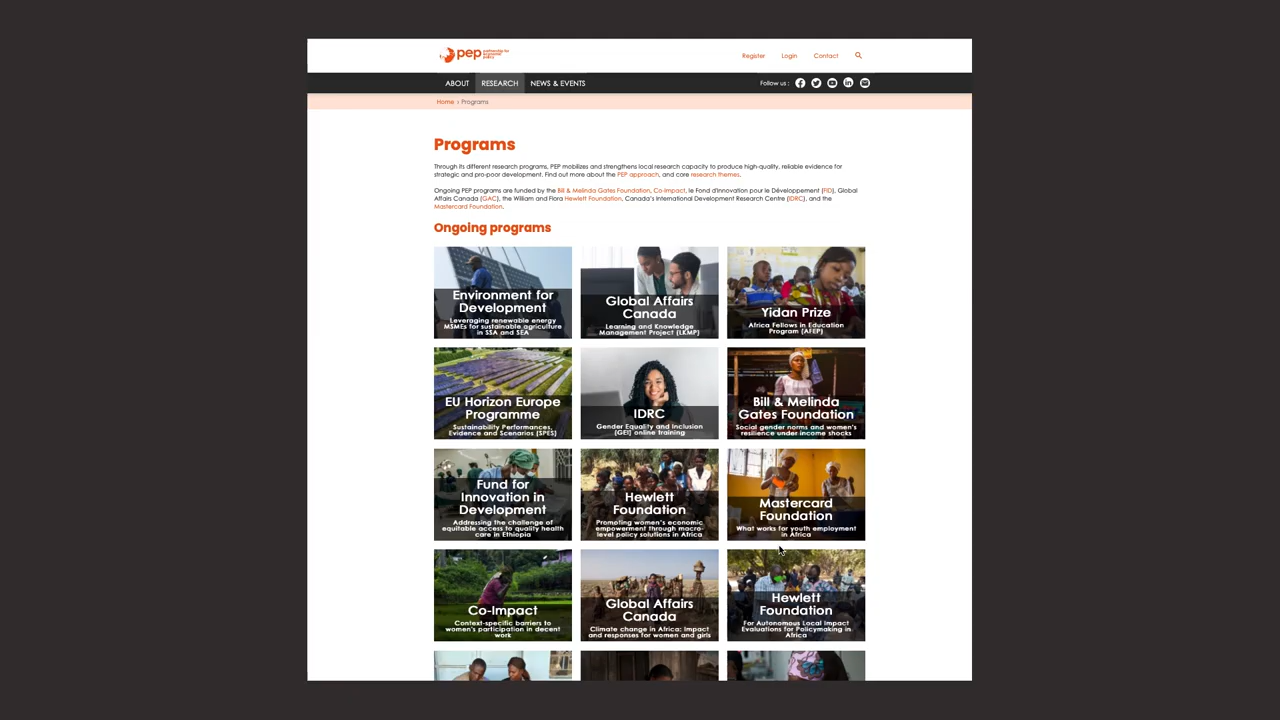 pep partnership for economic policy
Register Login Contact
ABOUT RESEARCH NEWS & EVENTS Follow us :
Home › Programs
Programs
Through its different research programs, PEP mobilizes and strengthens local research capacity to produce high-quality, reliable evidence for
strategic and pro-poor development. Find out more about the PEP approach, and core research themes.
Ongoing PEP programs are funded by the Bill & Melinda Gates Foundation, Co-Impact, le Fond d'Innovation pour le Développement (FID), Global
Affairs Canada (GAC), the William and Flora Hewlett Foundation, Canada's International Development Research Centre (IDRC), and the
Mastercard Foundation.
Ongoing programs
Environment for
Development
Leveraging renewable energy
MSMEs for sustainable agriculture
in SSA and SEA
Global Affairs
Canada
Learning and Knowledge
Management Project (LKMP)
Yidan Prize
Africa Fellows in Education
Program (AFEP)
EU Horizon Europe
Programme
Sustainability Performances,
Evidence and Scenarios (SPES)
IDRC
Gender Equality and Inclusion
(GEI) online training
Bill & Melinda
Gates Foundation
Social gender norms and women's
resilience under income shocks
Fund for
Innovation in
Development
Addressing the challenge of
equitable access to quality health
care in Ethiopia
Hewlett
Foundation
Promoting women's economic
empowerment through macro-
level policy solutions in Africa
Mastercard
Foundation
What works for youth employment
in Africa
Co-Impact
Context-specific barriers to
women's participation in decent
work
Global Affairs
Canada
Climate change in Africa: Impact
and responses for women and girls
Hewlett
Foundation
For Autonomous Local Impact
Evaluations for Policymaking in
Africa